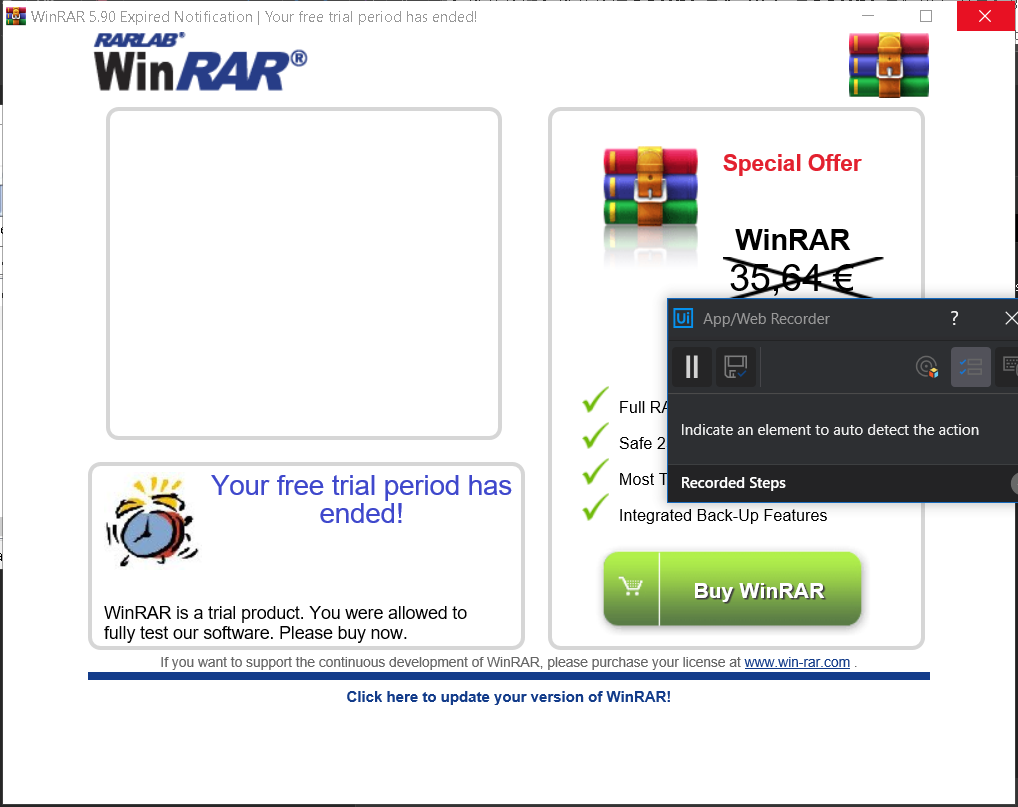 WinRAR 5.90 Expired Notification | Your free trial period has ended!
RARLAB®
WinRAR®
Special Offer
WinRAR
35,64 €
Ui App/Web Recorder ?
Indicate an element to auto detect the action
Recorded Steps
Full RA
Safe 2
Most T
Integrated Back-Up Features
Buy WinRAR
Your free trial period has
ended!
WinRAR is a trial product. You were allowed to
fully test our software. Please buy now.
If you want to support the continuous development of WinRAR, please purchase your license at www.win-rar.com .
Click here to update your version of WinRAR!